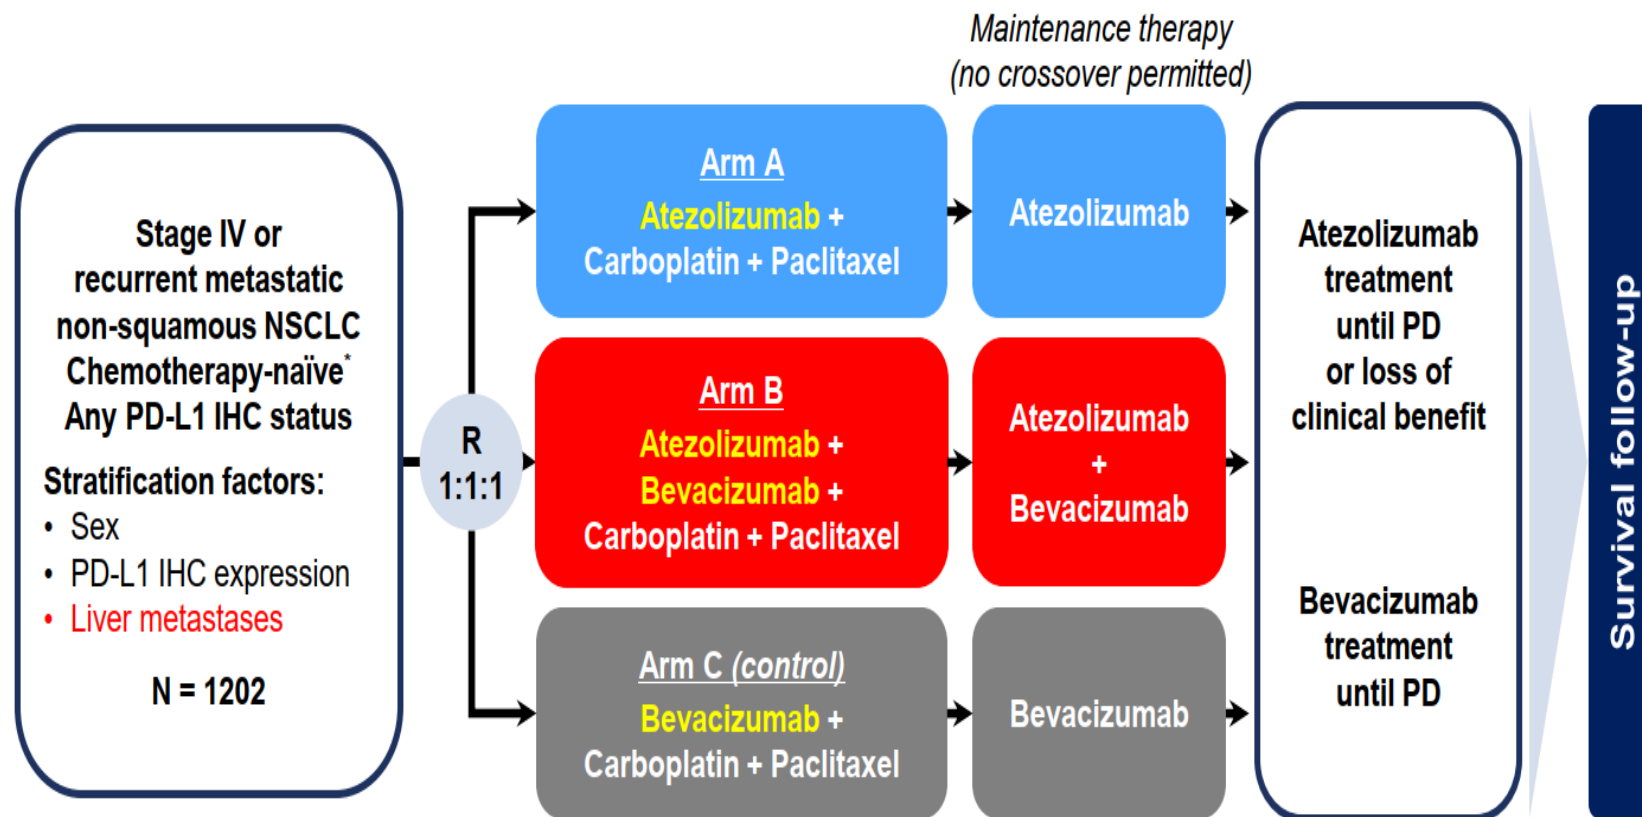 Maintenance therapy
(no crossover permitted)
Stage IV or
recurrent metastatic
non-squamous NSCLC
Chemotherapy-naïve*
Any PD-L1 IHC status
Stratification factors:
• Sex
• PD-L1 IHC expression
• Liver metastases
N = 1202
R
1:1:1
Arm A
Atezolizumab +
Carboplatin + Paclitaxel
Atezolizumab
Arm B
Atezolizumab +
Bevacizumab +
Carboplatin + Paclitaxel
Atezolizumab
+
Bevacizumab
Arm C (control)
Bevacizumab +
Carboplatin + Paclitaxel
Bevacizumab
Atezolizumab
treatment
until PD
or loss of
clinical benefit
Bevacizumab
treatment
until PD
Survival follow-up